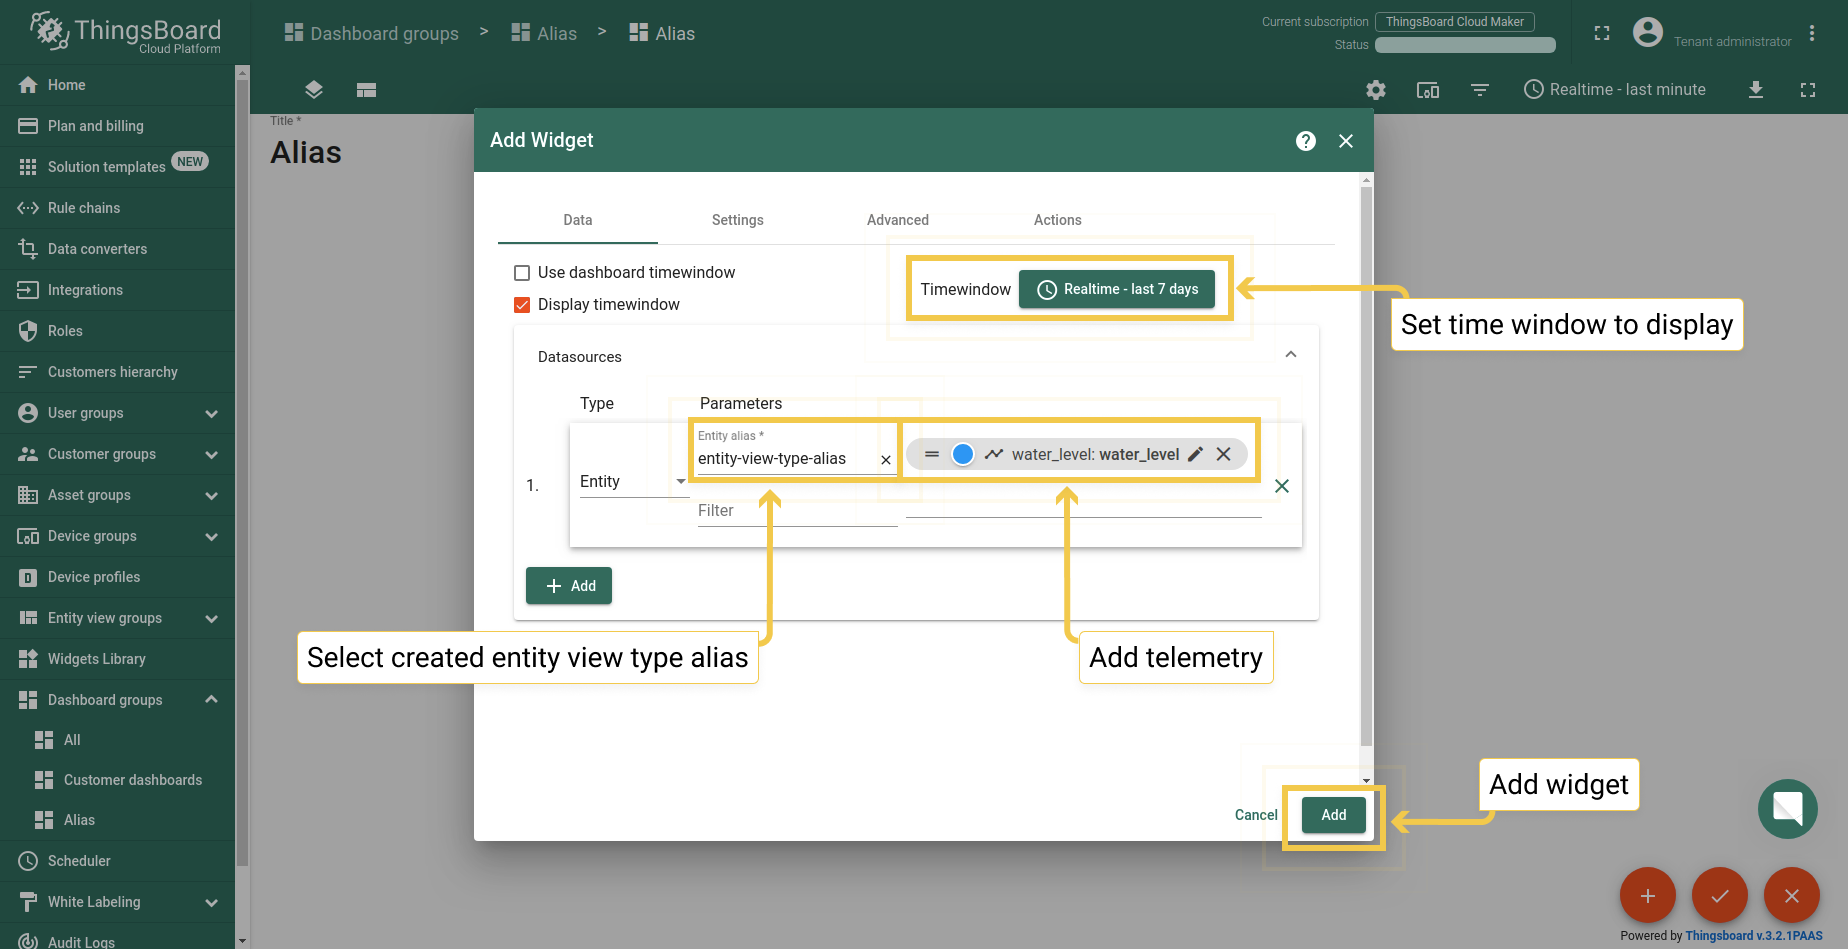 ThingsBoard
Cloud Platform
Dashboard groups > Alias > Alias
Current subscription ThingsBoard Cloud Maker
Status
Tenant administrator
Realtime - last minute
Home
Plan and billing
Solution templates NEW
Rule chains
Data converters
Integrations
Roles
Customers hierarchy
User groups
Customer groups
Asset groups
Device groups
Device profiles
Entity view groups
Widgets Library
Dashboard groups
All
Customer dashboards
Alias
Scheduler
White Labeling
Audit Logs
Title *
Alias
Add Widget
Data Settings Advanced Actions
Use dashboard timewindow
Display timewindow
Timewindow Realtime - last 7 days
Set time window to display
Datasources
Type Parameters
Entity alias *
entity-view-type-alias
water_level: water_level
1. Entity
Filter
+ Add
Select created entity view type alias
Add telemetry
Add widget
Cancel Add
Powered by Thingsboard v.3.2.1PAAS